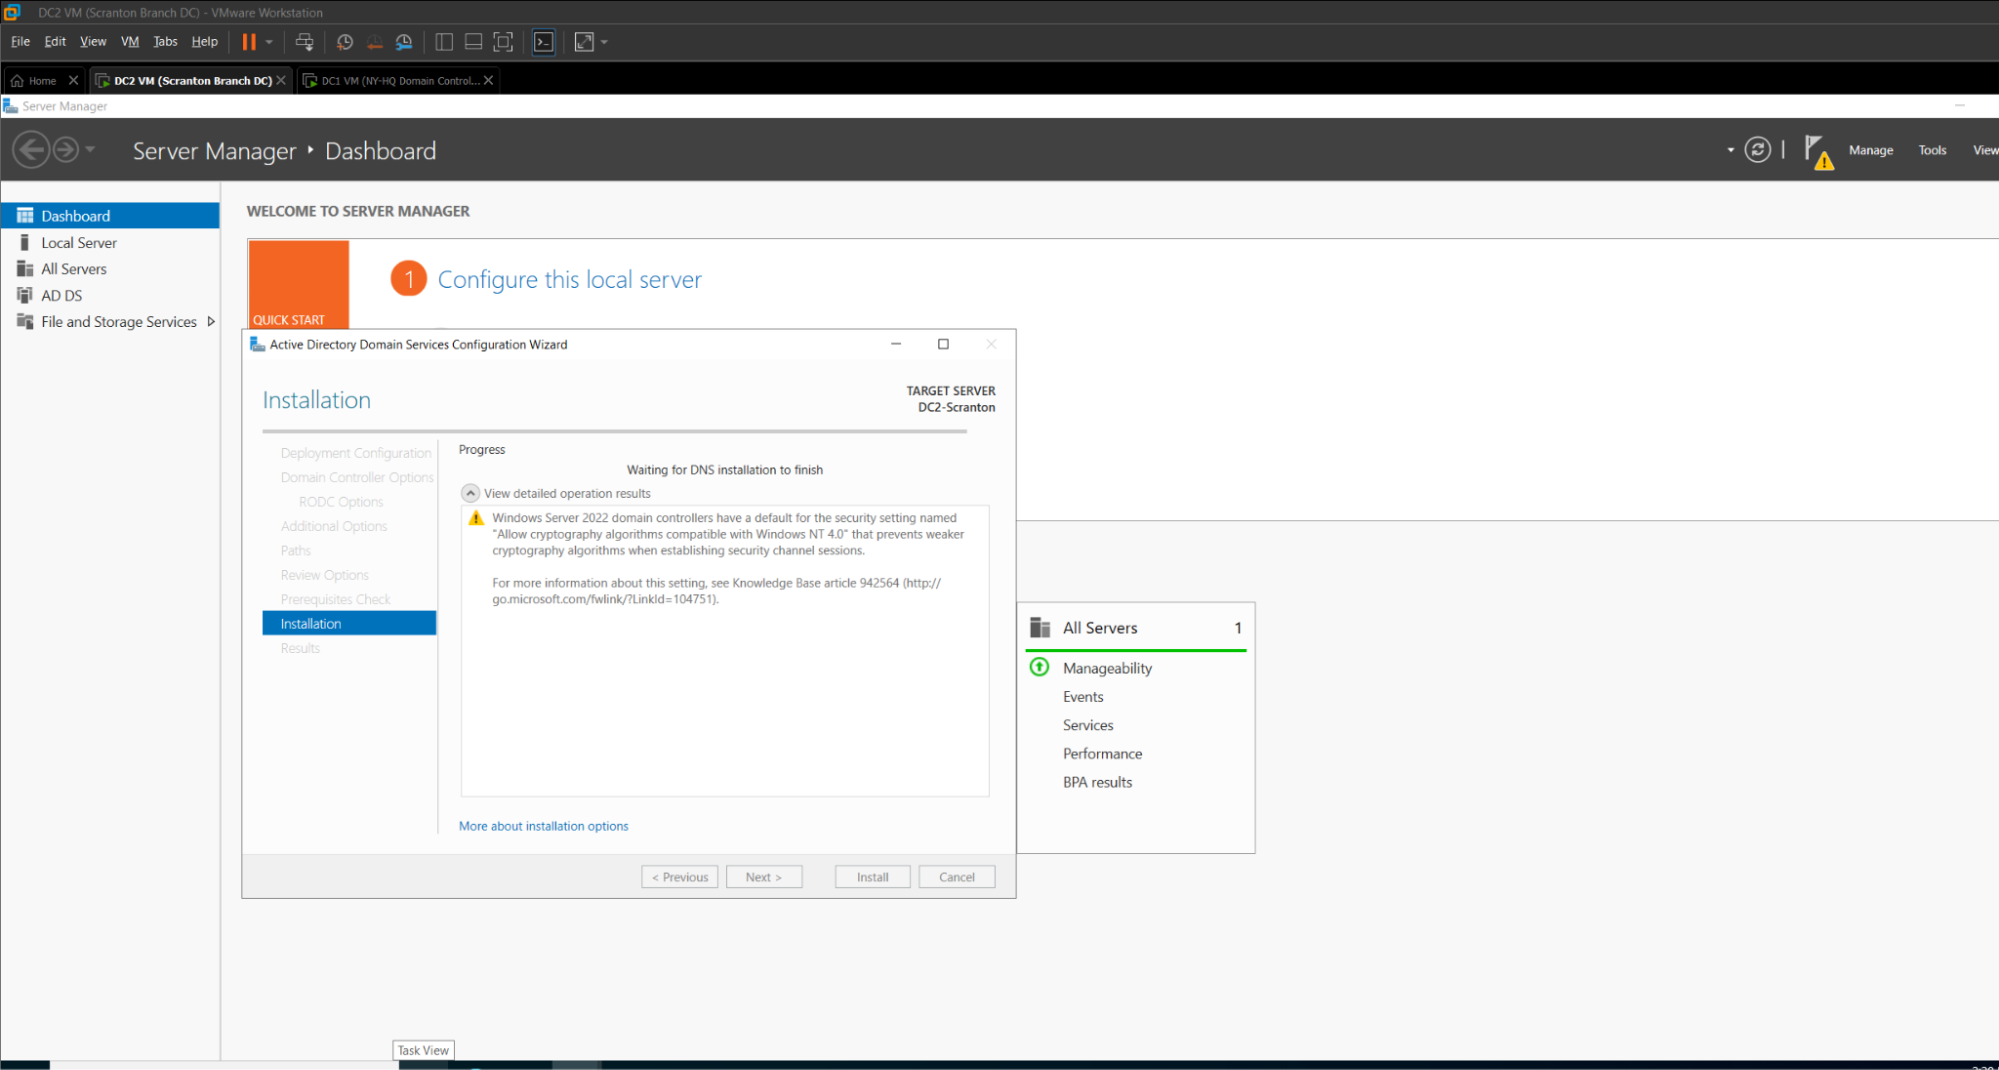 DC2 VM (Scranton Branch DC) - VMware Workstation
File Edit View VM Tabs Help
Home DC2 VM (Scranton Branch DC) DC1 VM (NY-HQ Domain Control...
Server Manager
Server Manager Dashboard
Manage Tools View
Dashboard
Local Server
All Servers
AD DS
File and Storage Services
WELCOME TO SERVER MANAGER
1 Configure this local server
QUICK START
Active Directory Domain Services Configuration Wizard
Installation
TARGET SERVER
DC2-Scranton
Deployment Configuration
Domain Controller Options
RODC Options
Additional Options
Paths
Review Options
Prerequisites Check
Installation
Results
Progress
Waiting for DNS installation to finish
View detailed operation results
Windows Server 2022 domain controllers have a default for the security setting named
"Allow cryptography algorithms compatible with Windows NT 4.0" that prevents weaker
cryptography algorithms when establishing security channel sessions.
For more information about this setting, see Knowledge Base article 942564 (http://
go.microsoft.com/fwlink/?LinkId=104751).
More about installation options
< Previous Next > Install Cancel
All Servers 1
Manageability
Events
Services
Performance
BPA results
Task View